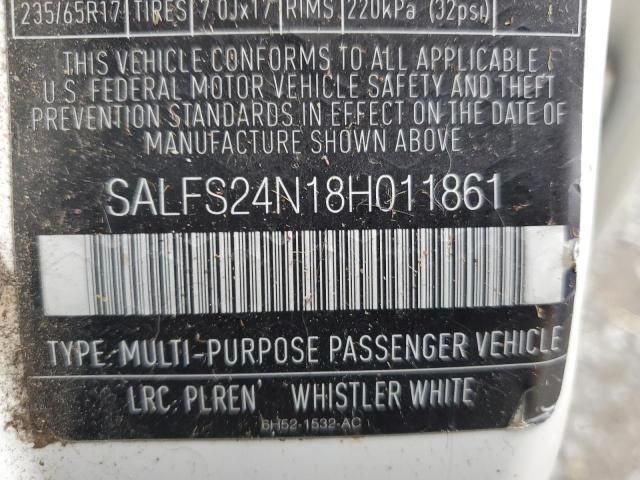 235/65R17 TIRES 7.0Jx17 RIMS 220kPa (32psi)
THIS VEHICLE CONFORMS TO ALL APPLICABLE
U.S. FEDERAL MOTOR VEHICLE SAFETY AND THEFT
PREVENTION STANDARDS IN EFFECT ON THE DATE OF
MANUFACTURE SHOWN ABOVE
SALFS24N18H011861
TYPE: MULTI-PURPOSE PASSENGER VEHICLE
LRC PLREN' WHISTLER WHITE
6H52-1532-AC